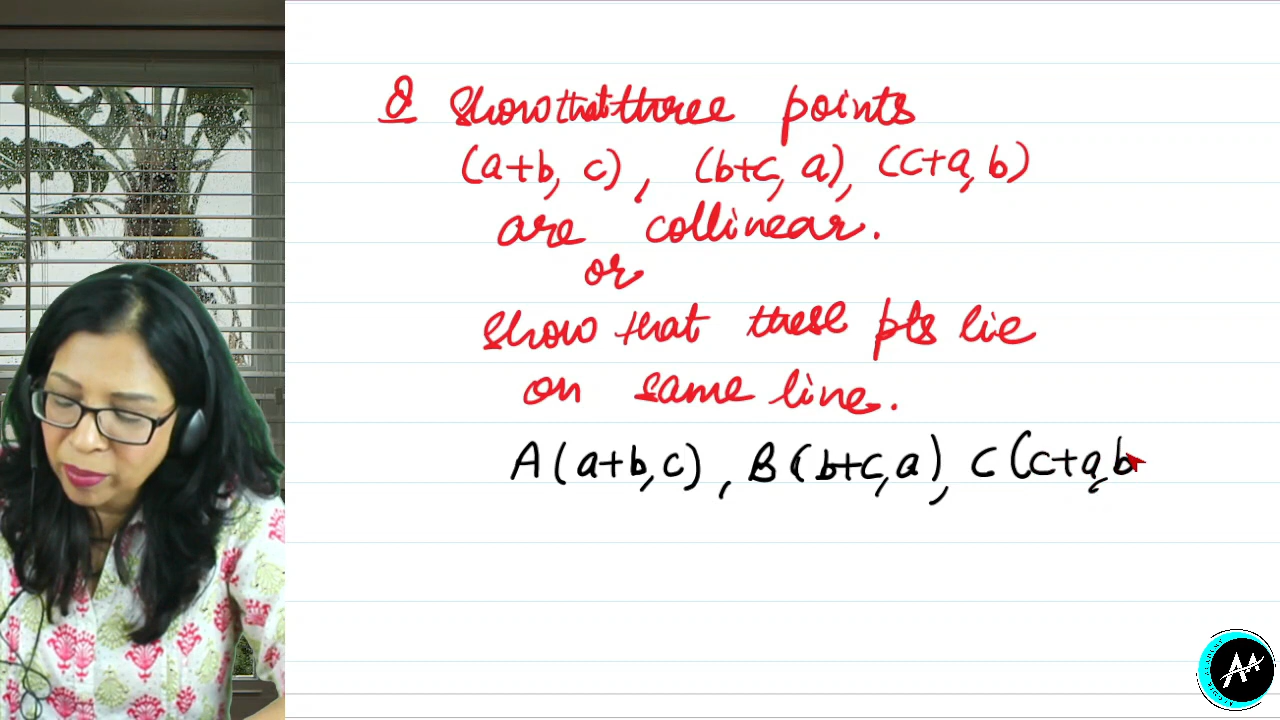 Q Show that three points
(a+b, c), (b+c, a), (c+a, b)
are collinear.
or
Show that these pts lie
on same line.
A(a+b, c), B(b+c, a), C(c+a, b
A+